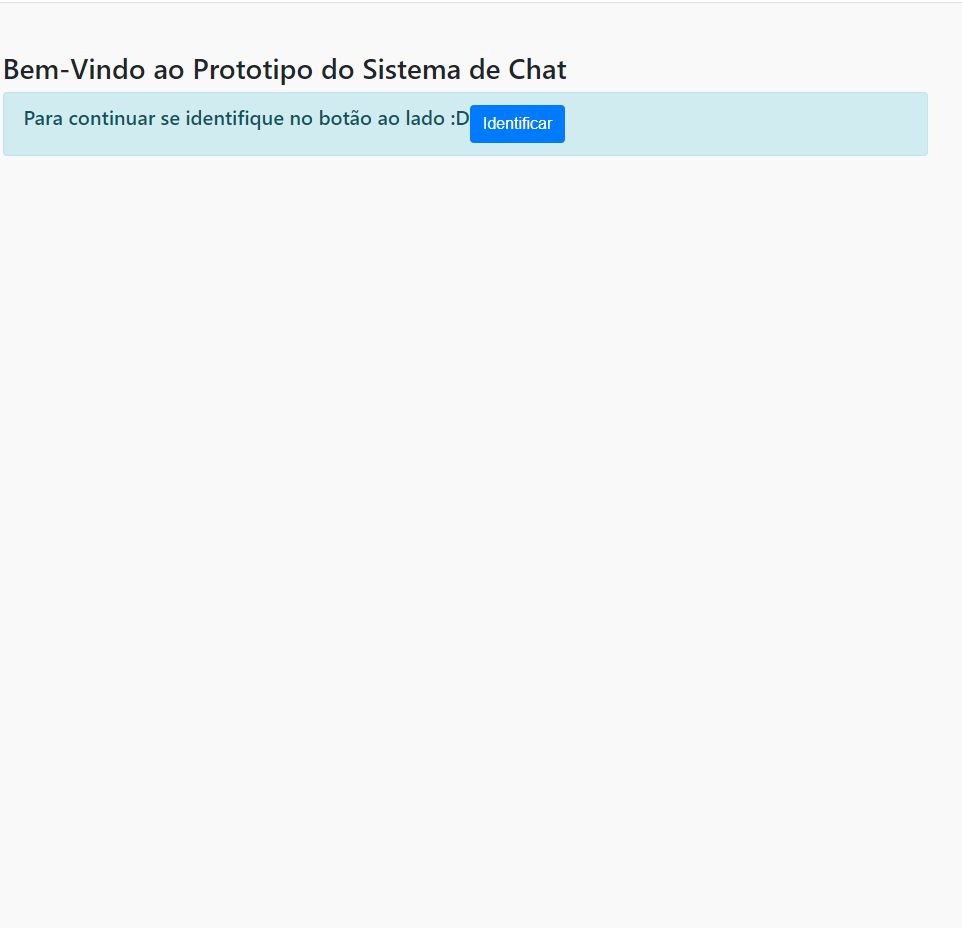 Bem-Vindo ao Prototipo do Sistema de Chat
Para continuar se identifique no botão ao lado :D Identificar